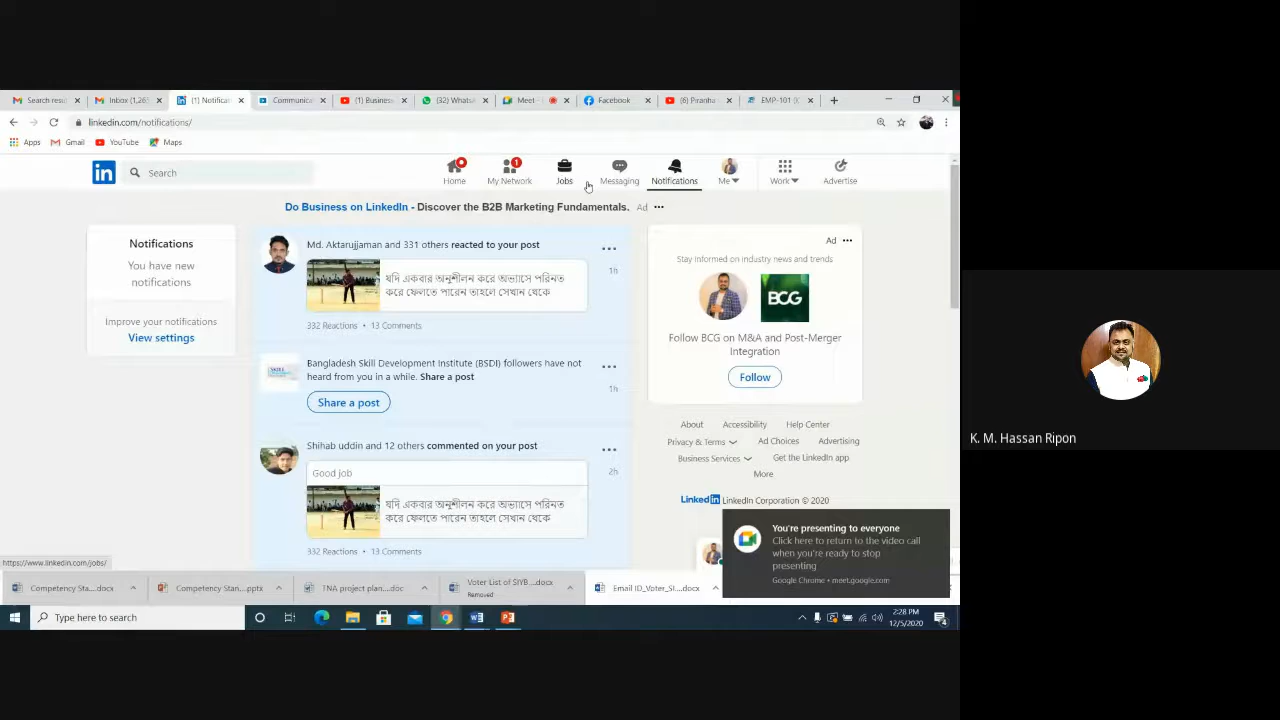 Search resu
Inbox (1,26
(1) Notificat
Communica
(1) Business
(32) WhatsA
Meet -
Facebook
(6) Piranha
EMP-101 (D
linkedin.com/notifications/
Apps
Gmail
YouTube
Maps
in
Search
Home
1
My Network
Jobs
Messaging
Notifications
Me
Work
Advertise
Do Business on LinkedIn - Discover the B2B Marketing Fundamentals. Ad
Notifications
You have new
notifications
Improve your notifications
View settings
Md. Aktarujjaman and 331 others reacted to your post
1h
যদি একবার অনুশীলন করে অভ্যাসে পরিনত
করে ফেলতে পারেন তাহলে সেখান থেকে
332 Reactions • 13 Comments
Bangladesh Skill Development Institute (BSDI) followers have not
heard from you in a while. Share a post
1h
Share a post
Shihab uddin and 12 others commented on your post
2h
Good job
যদি একবার অনুশীলন করে অভ্যাসে পরিনত
করে ফেলতে পারেন তাহলে সেখান থেকে
332 Reactions • 13 Comments
Ad
Stay informed on industry news and trends
BCG
Follow BCG on M&A and Post-Merger
Integration
Follow
About Accessibility Help Center
Privacy & Terms Ad Choices Advertising
Business Services Get the LinkedIn app
More
LinkedIn LinkedIn Corporation © 2020
You're presenting to everyone
Click here to return to the video call
when you're ready to stop
presenting
Google Chrome • meet.google.com
K. M. Hassan Ripon
https://www.linkedin.com/jobs/
Competency Sta....docx
Competency Stan....pptx
TNA project plan....doc
Voter List of SIYB ...docx
Removed
Email ID_Voter_SI....docx
Type here to search
2:28 PM
12/5/2020
4